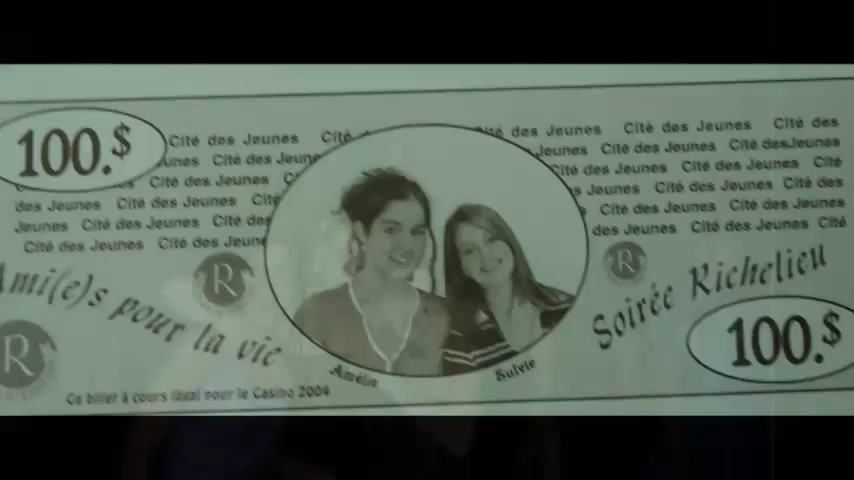 100.$ Cité des Jeunes Cité Cité des Jeunes Cité des Jeunes Cité des
Cité des Jeune Jeunes Cité des Jeunes Cité desJeunes
Cité des Jeunes Cité des Jeunes Cité des Jeunes Cité
des Jeunes Cité des Jeunes Cité Jeunes Cité des Jeunes Cité des
Jeunes Cité des Jeunes Cité des Cité des Jeunes Cité des Jeunes
Cité des Jeunes Cité des Jeune des Jeunes Cité des Jeunes Cité
Ami(e)s pour la vie
R
R
R
Soirée Richelieu
100.$
Amélie Sylvie
Ce billet à cours légal pour le Casino 2004